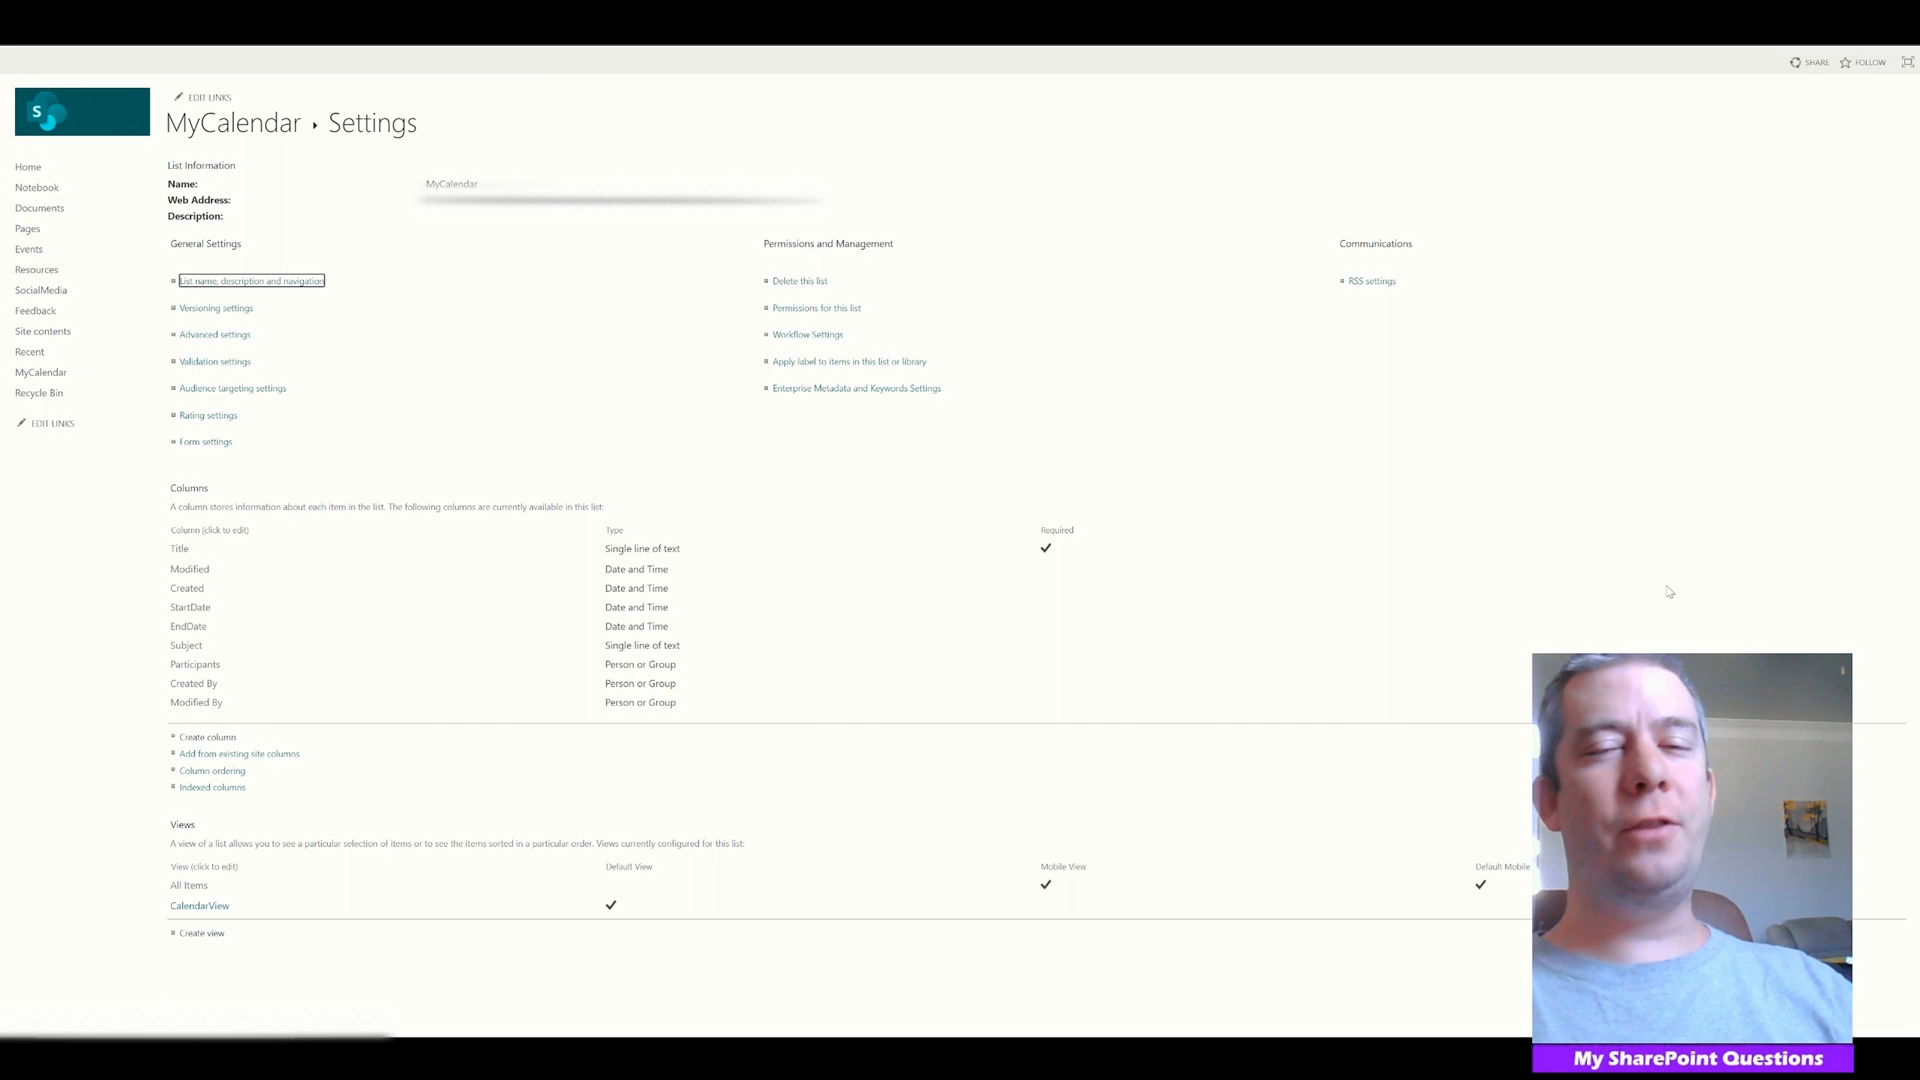 SHARE FOLLOW
S
EDIT LINKS
MyCalendar ▸ Settings
Home
Notebook
Documents
Pages
Events
Resources
SocialMedia
Feedback
Site contents
Recent
MyCalendar
Recycle Bin
EDIT LINKS
List Information
Name: MyCalendar
Web Address:
Description:
General Settings
List name, description and navigation
Versioning settings
Advanced settings
Validation settings
Audience targeting settings
Rating settings
Form settings
Permissions and Management
Delete this list
Permissions for this list
Workflow Settings
Apply label to items in this list or library
Enterprise Metadata and Keywords Settings
Communications
RSS settings
Columns
A column stores information about each item in the list. The following columns are currently available in this list:
Column (click to edit) Type Required
Title Single line of text ✓
Modified Date and Time
Created Date and Time
StartDate Date and Time
EndDate Date and Time
Subject Single line of text
Participants Person or Group
Created By Person or Group
Modified By Person or Group
Create column
Add from existing site columns
Column ordering
Indexed columns
Views
A view of a list allows you to see a particular selection of items or to see the items sorted in a particular order. Views currently configured for this list:
View (click to edit) Default View Mobile View Default Mobile
All Items ✓ ✓
CalendarView ✓
Create view
My SharePoint Questions